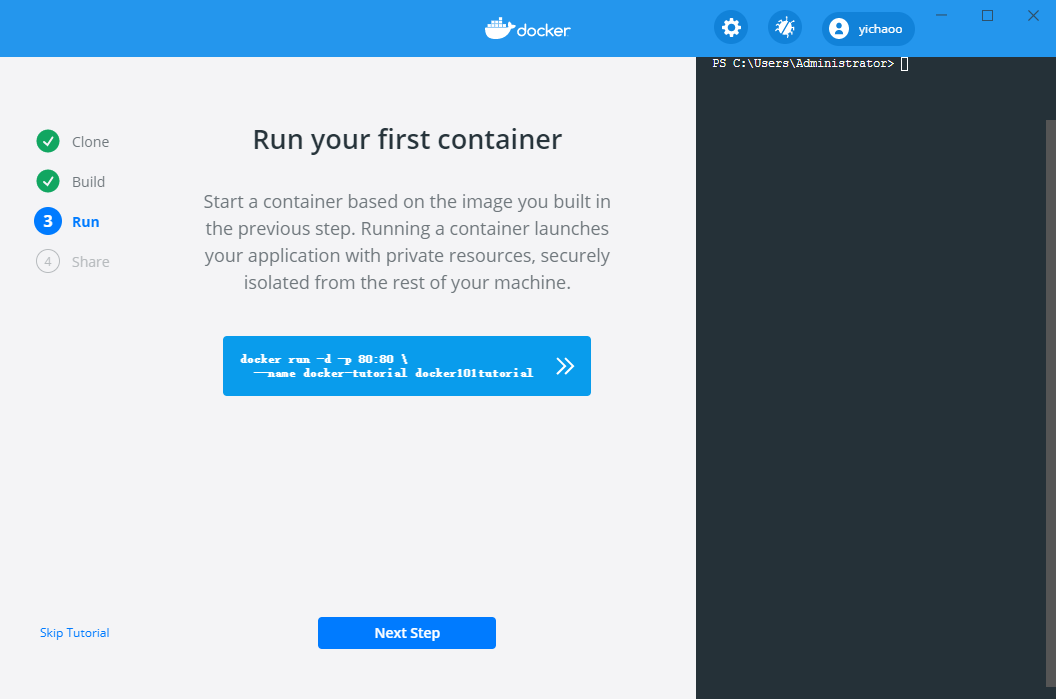 docker
yichaoo
PS C:\Users\Administrator>
Clone
Build
3 Run
4 Share
Run your first container
Start a container based on the image you built in
the previous step. Running a container launches
your application with private resources, securely
isolated from the rest of your machine.
docker run -d -p 80:80 \
--name docker-tutorial docker101tutorial
Skip Tutorial
Next Step